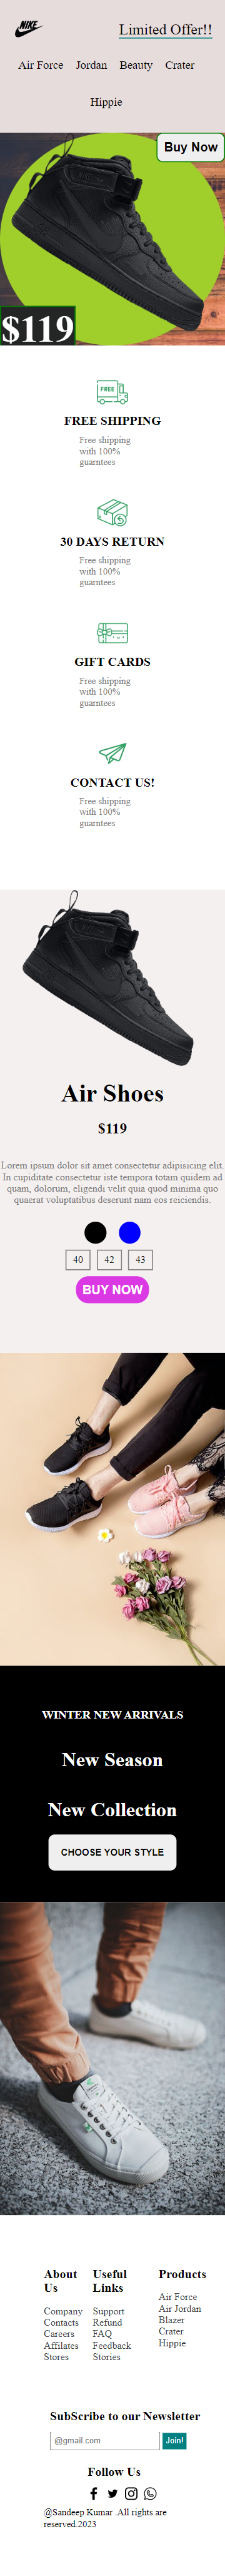 NIKE
Limited Offer!!
Air Force Jordan Beauty Crater
Hippie
Buy Now
$119
FREE
FREE SHIPPING
Free shipping
with 100%
guarntees
30 DAYS RETURN
Free shipping
with 100%
guarntees
GIFT CARDS
Free shipping
with 100%
guarntees
CONTACT US!
Free shipping
with 100%
guarntees
Air Shoes
$119
Lorem ipsum dolor sit amet consectetur adipisicing elit.
In cupiditate consectetur iste tempora totam quidem ad
quam, dolorum, eligendi velit quia quod minima quo
quaerat voluptatibus deserunt nam eos reiciendis.
40 42 43
BUY NOW
WINTER NEW ARRIVALS
New Season
New Collection
CHOOSE YOUR STYLE
About
Us
Company
Contacts
Careers
Affilates
Stores
Useful
Links
Support
Refund
FAQ
Feedback
Stories
Products
Air Force
Air Jordan
Blazer
Crater
Hippie
SubScribe to our Newsletter
@gmail.com Join!
Follow Us
@Sandeep Kumar .All rights are
reserved.2023